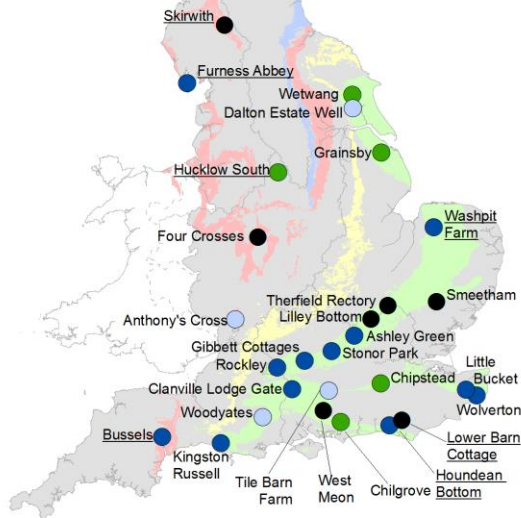 Skirwith
Furness Abbey
Wetwang
Dalton Estate Well
Grainsby
Hucklow South
Washpit
Farm
Four Crosses
Therfield Rectory
Smeetham
Lilley Bottom
Anthony's Cross
Ashley Green
Gibbett Cottages
Stonor Park
Rockley
Little
Bucket
Chipstead
Clanville Lodge Gate
Wolverton
Woodyates
Bussels
Lower Barn
Cottage
Kingston
Russell
Tile Barn
Farm
West
Meon
Chilgrove
Houndean
Bottom